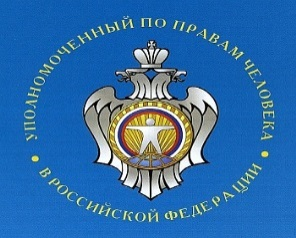 УПОЛНОМОЧЕННЫЙ ПО ПРАВАМ ЧЕЛОВЕКА
• В РОССИЙСКОЙ ФЕДЕРАЦИИ •